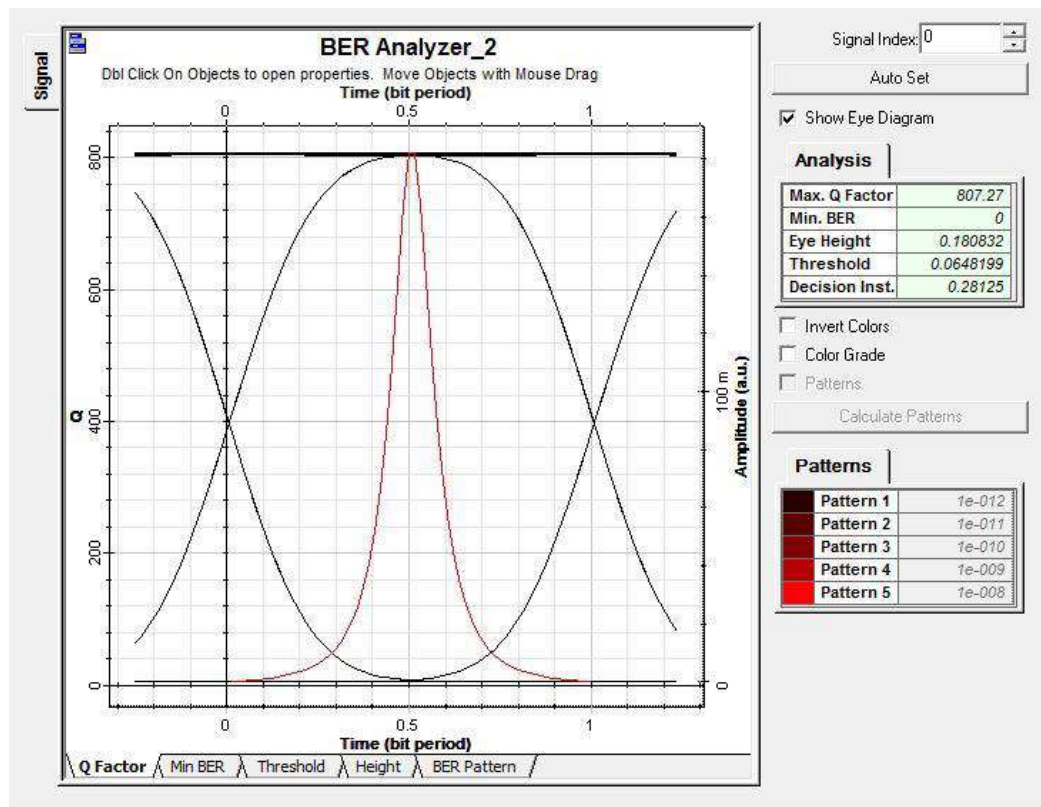 Signal
BER Analyzer_2
Dbl Click On Objects to open properties. Move Objects with Mouse Drag
Time (bit period)
0 0.5 1
Q
800
600
400
200
0
Amplitude (a.u.)
100 m
0
0 0.5 1
Time (bit period)
Q Factor Min BER Threshold Height BER Pattern
Signal Index: 0
Auto Set
Show Eye Diagram
Analysis
Max. Q Factor 807.27
Min. BER 0
Eye Height 0.180832
Threshold 0.0648199
Decision Inst. 0.28125
Invert Colors
Color Grade
Patterns
Calculate Patterns
Patterns
Pattern 1 1e-012
Pattern 2 1e-011
Pattern 3 1e-010
Pattern 4 1e-009
Pattern 5 1e-008